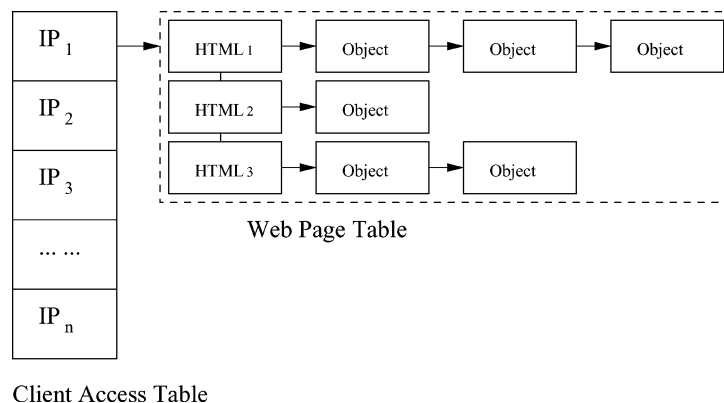 IP 1
HTML 1 Object Object Object
IP 2
HTML 2 Object
IP 3
HTML 3 Object Object
Web Page Table
... ...
IP n
Client Access Table